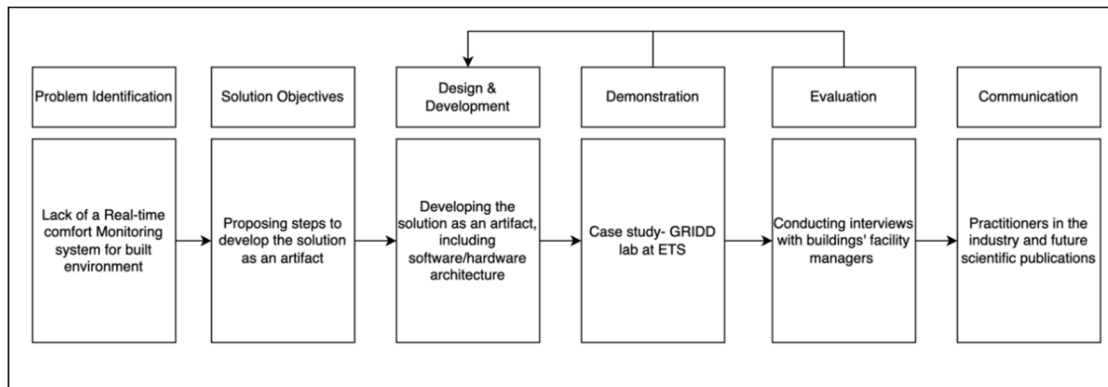 Problem Identification
Solution Objectives
Design &
Development
Demonstration
Evaluation
Communication
Lack of a Real-time
comfort Monitoring
system for built
environment
Proposing steps to
develop the solution
as an artifact
Developing the
solution as an artifact,
including
software/hardware
architecture
Case study- GRIDD
lab at ETS
Conducting interviews
with buildings' facility
managers
Practitioners in the
industry and future
scientific publications